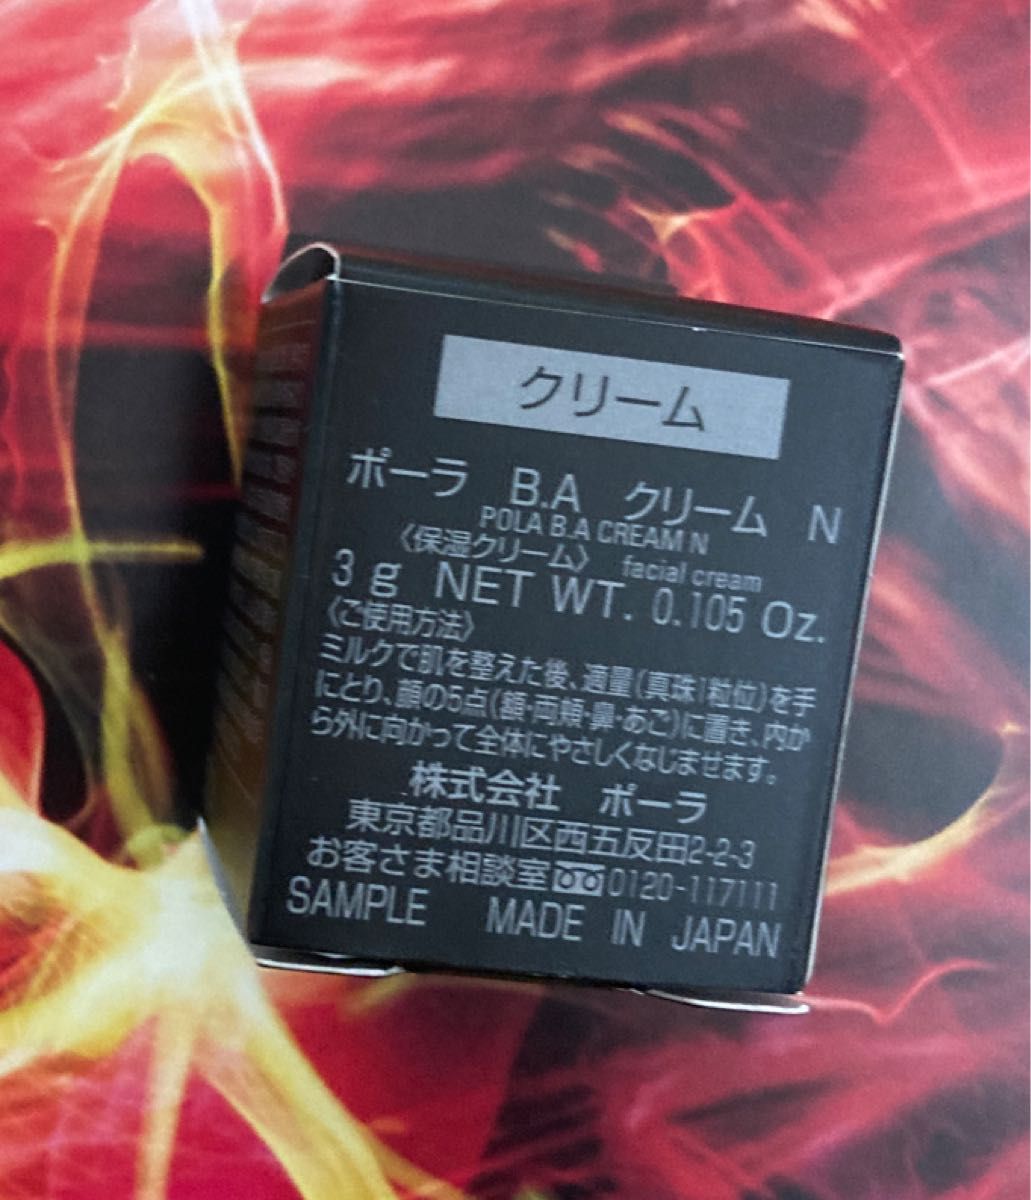 クリーム
ポーラ B.A クリーム N
POLA B.A CREAM N
〈保湿クリーム〉 facial cream
3 g NET WT. 0.105 Oz.
〈ご使用方法〉
ミルクで肌を整えた後、適量(真珠1粒位)を手
にとり、顔の5点(額・両頬・鼻・あご)に置き、内か
ら外に向かって全体にやさしくなじませます。
株式会社 ポーラ
東京都品川区西五反田2-2-3
お客さま相談室 0120-117111
SAMPLE MADE IN JAPAN